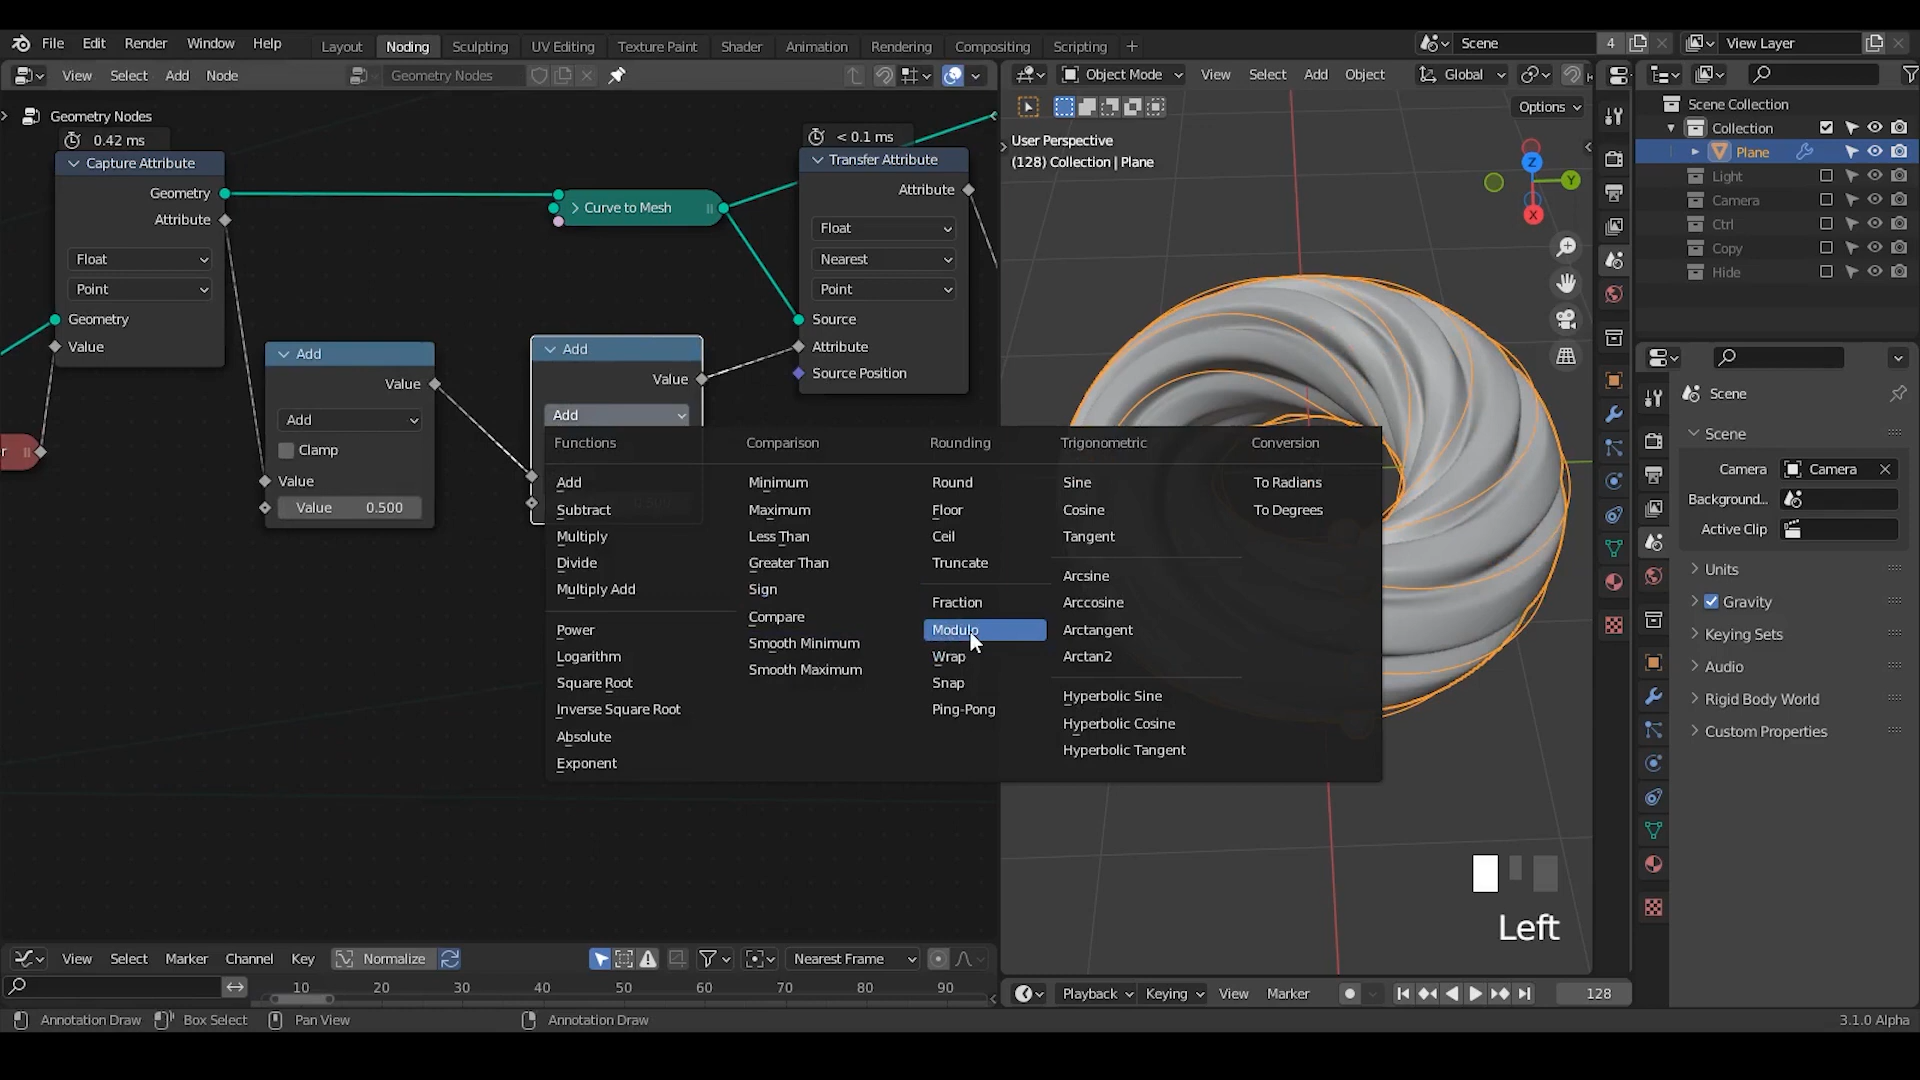 File Edit Render Window Help Layout Noding Sculpting UV Editing Texture Paint Shader Animation Rendering Compositing Scripting + Scene 4 View Layer
View Select Add Node Geometry Nodes Object Mode View Select Add Object Global
Options
Geometry Nodes
0.42 ms
Capture Attribute
Geometry
Attribute
Float
Point
Geometry
Value
r
Add
Value
Add
Clamp
Value
Value 0.500
Curve to Mesh
Add
Value
Add
< 0.1 ms
Transfer Attribute
Attribute
Float
Nearest
Point
Source
Attribute
Source Position
Functions
Add
Subtract
Multiply
Divide
Multiply Add
Power
Logarithm
Square Root
Inverse Square Root
Absolute
Exponent
Comparison
Minimum
Maximum
Less Than
Greater Than
Sign
Compare
Smooth Minimum
Smooth Maximum
Rounding
Round
Floor
Ceil
Truncate
Fraction
Modulo
Wrap
Snap
Ping-Pong
Trigonometric
Sine
Cosine
Tangent
Arcsine
Arccosine
Arctangent
Arctan2
Hyperbolic Sine
Hyperbolic Cosine
Hyperbolic Tangent
Conversion
To Radians
To Degrees
User Perspective
(128) Collection | Plane
Z
Y
X
Left
Scene Collection
Collection
Plane
Light
Camera
Ctrl
Copy
Hide
Scene
Scene
Camera Camera
Background...
Active Clip
Units
Gravity
Keying Sets
Audio
Rigid Body World
Custom Properties
View Select Marker Channel Key Normalize Nearest Frame
10 20 30 40 50 60 70 80 90
Playback Keying View Marker 128
Annotation Draw Box Select Pan View Annotation Draw 3.1.0 Alpha